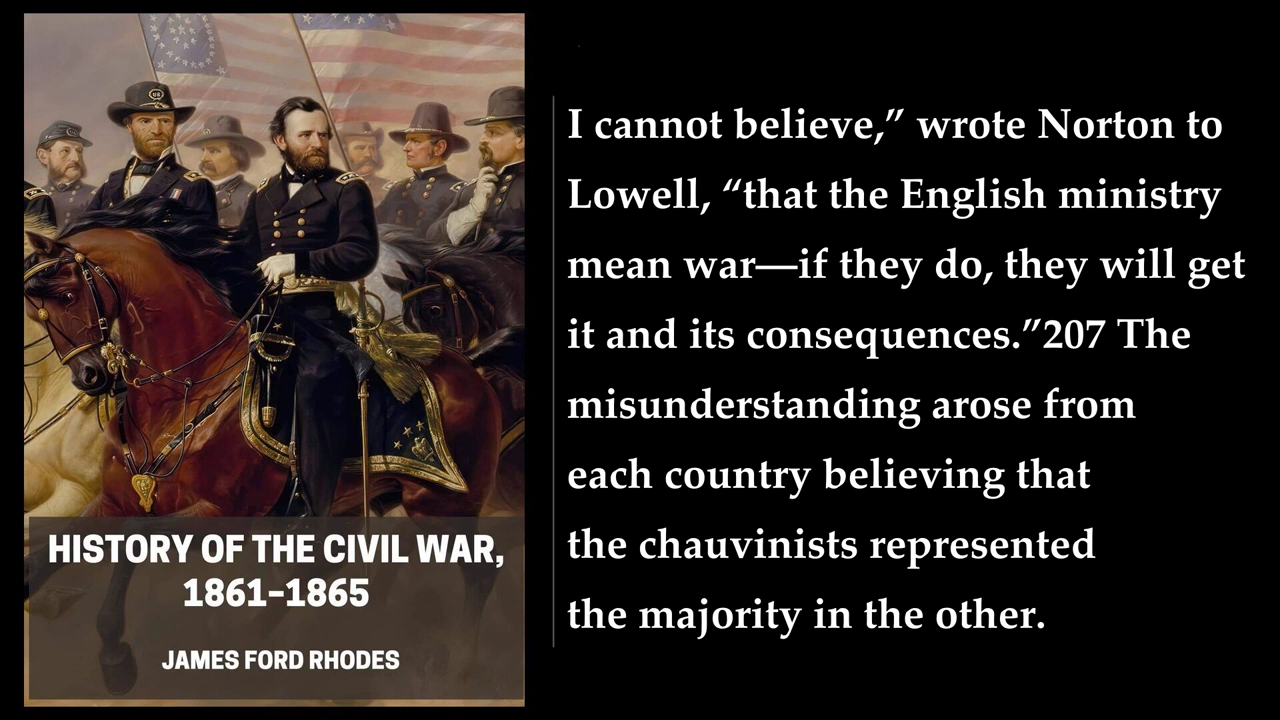 HISTORY OF THE CIVIL WAR,
1861–1865
JAMES FORD RHODES
I cannot believe,” wrote Norton to
Lowell, “that the English ministry
mean war—if they do, they will get
it and its consequences.”207 The
misunderstanding arose from
each country believing that
the chauvinists represented
the majority in the other.